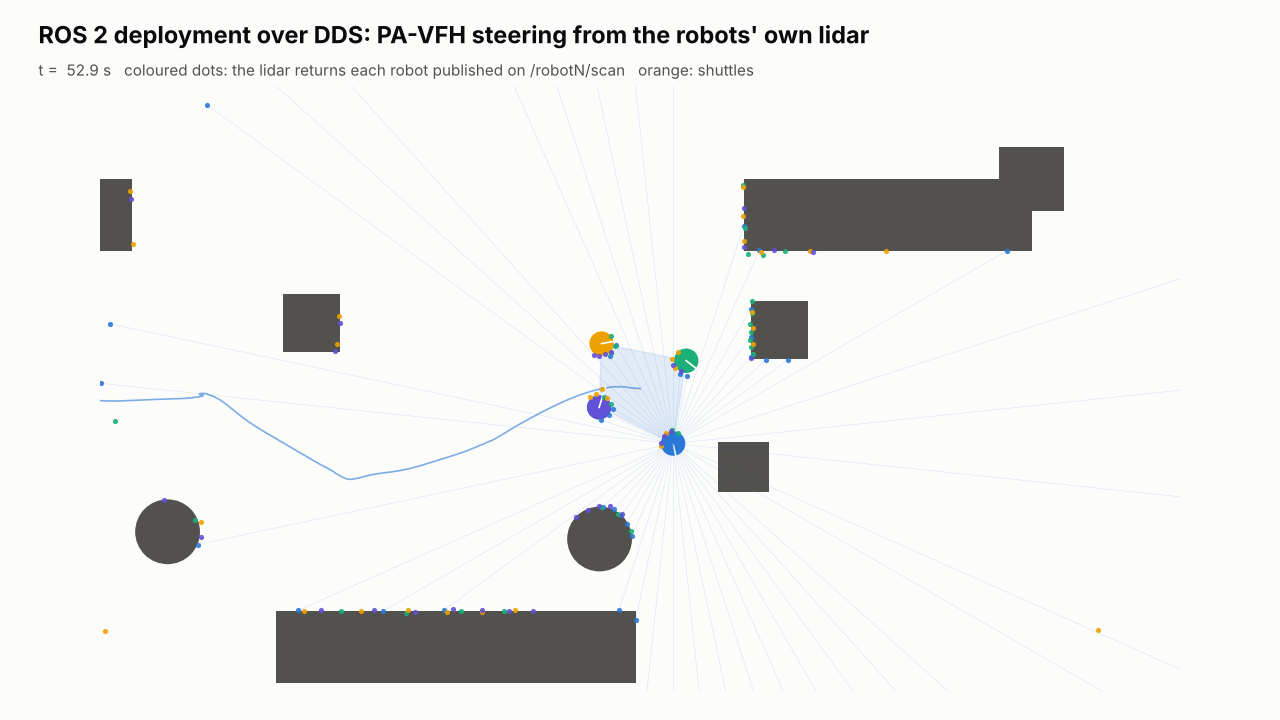 ROS 2 deployment over DDS: PA-VFH steering from the robots' own lidar
t =  52.9 s   coloured dots: the lidar returns each robot published on /robotN/scan   orange: shuttles